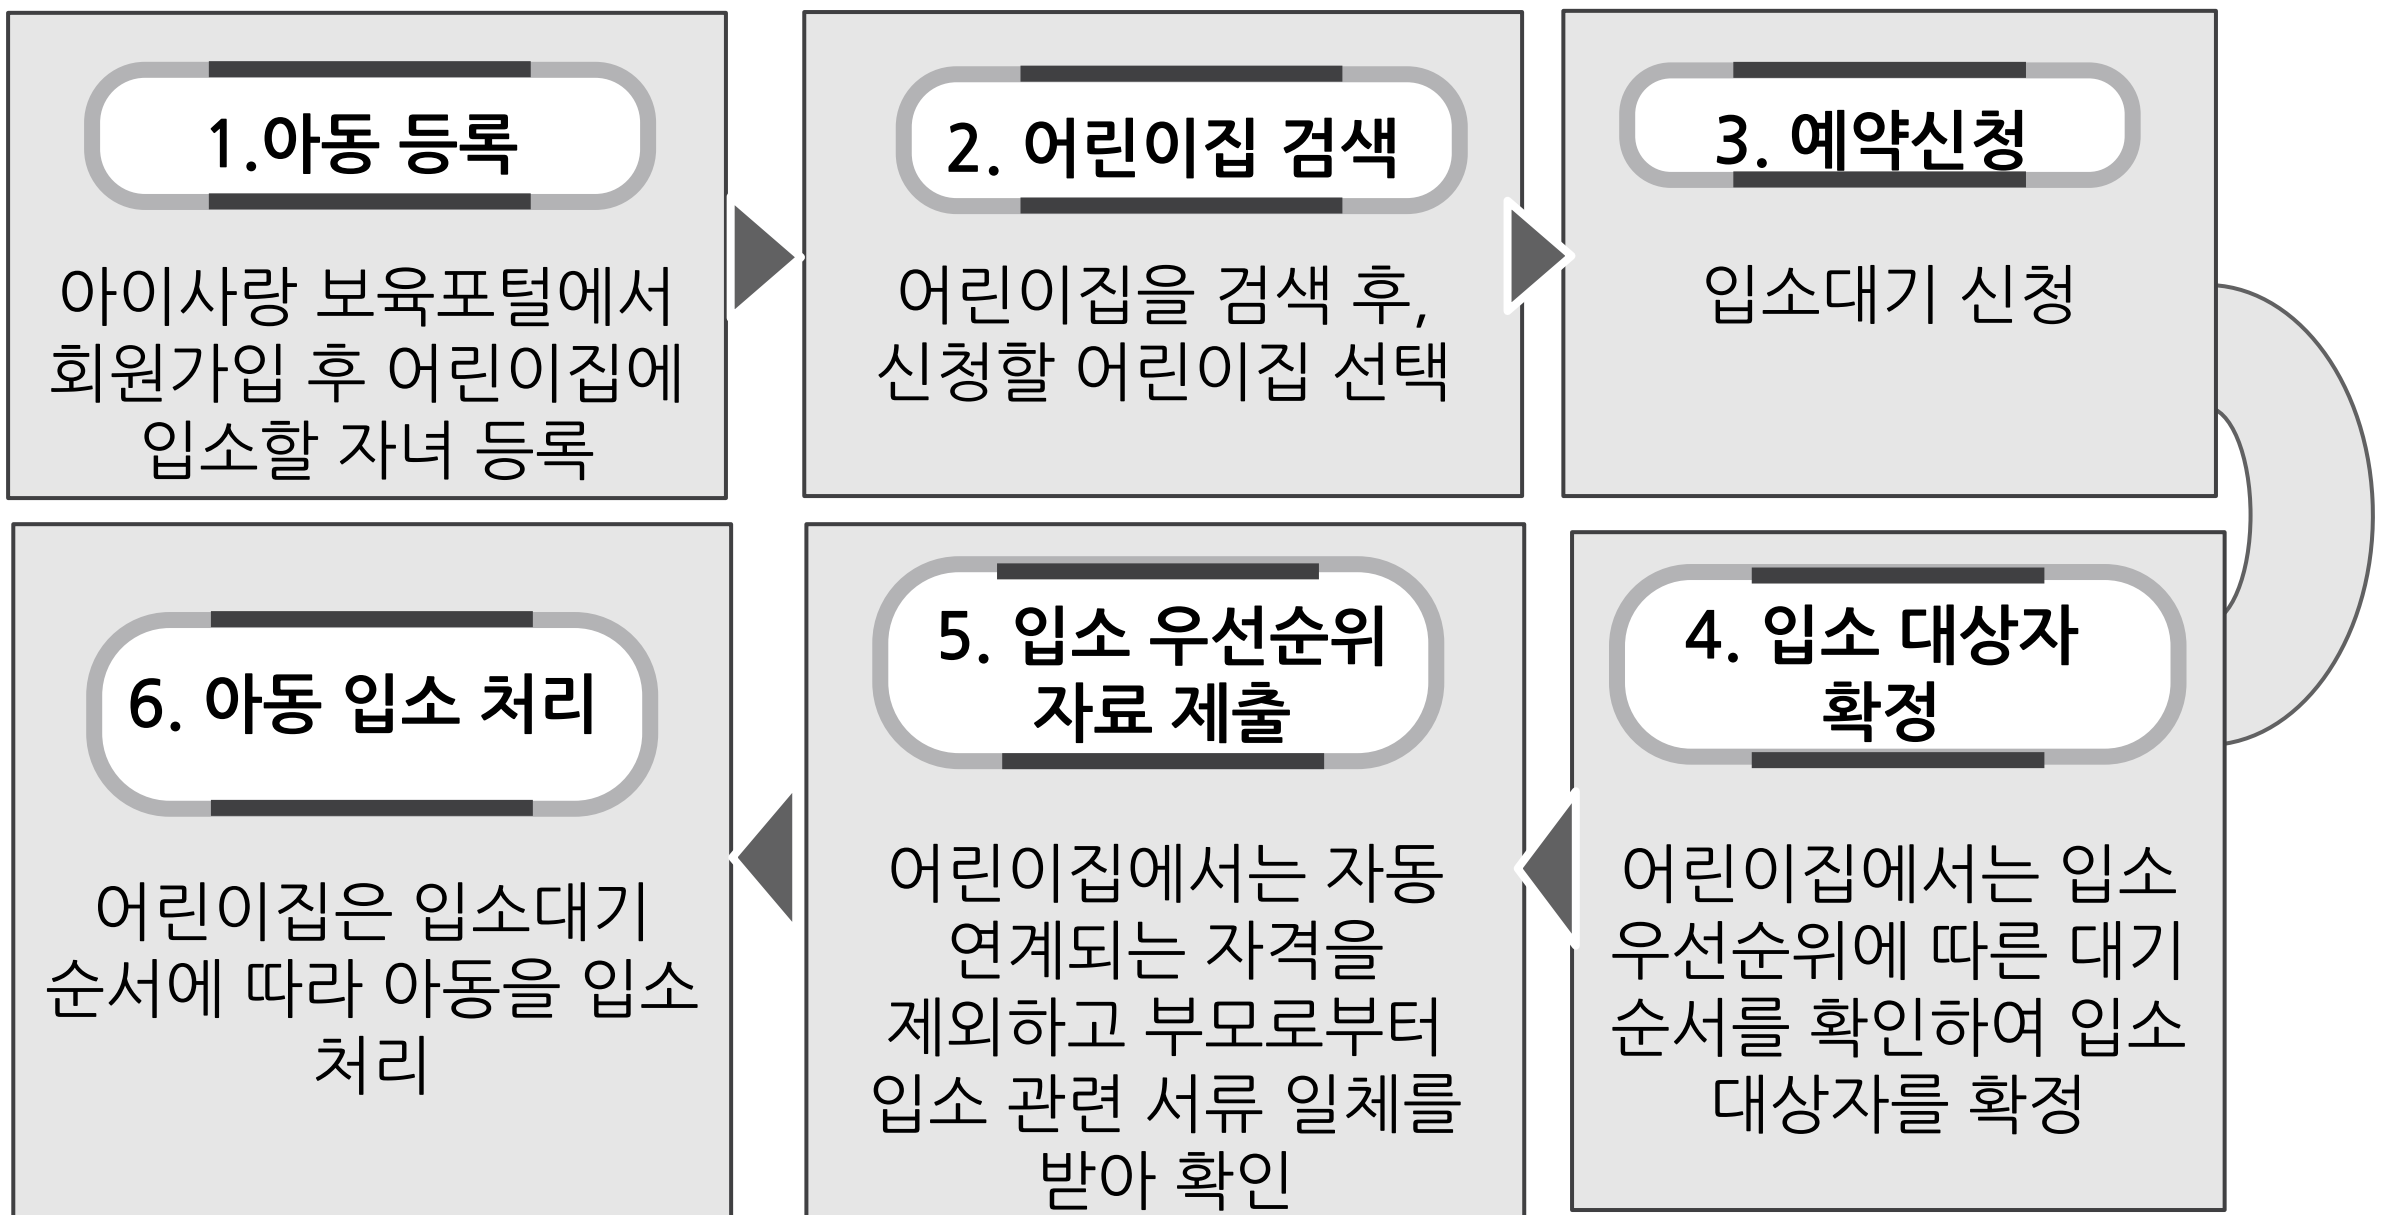 1.아동 등록
아이사랑 보육포털에서
회원가입 후 어린이집에
입소할 자녀 등록
2. 어린이집 검색
어린이집을 검색 후,
신청할 어린이집 선택
3. 예약신청
입소대기 신청
4. 입소 대상자
확정
어린이집에서는 입소
우선순위에 따른 대기
순서를 확인하여 입소
대상자를 확정
5. 입소 우선순위
자료 제출
어린이집에서는 자동
연계되는 자격을
제외하고 부모로부터
입소 관련 서류 일체를
받아 확인
6. 아동 입소 처리
어린이집은 입소대기
순서에 따라 아동을 입소
처리